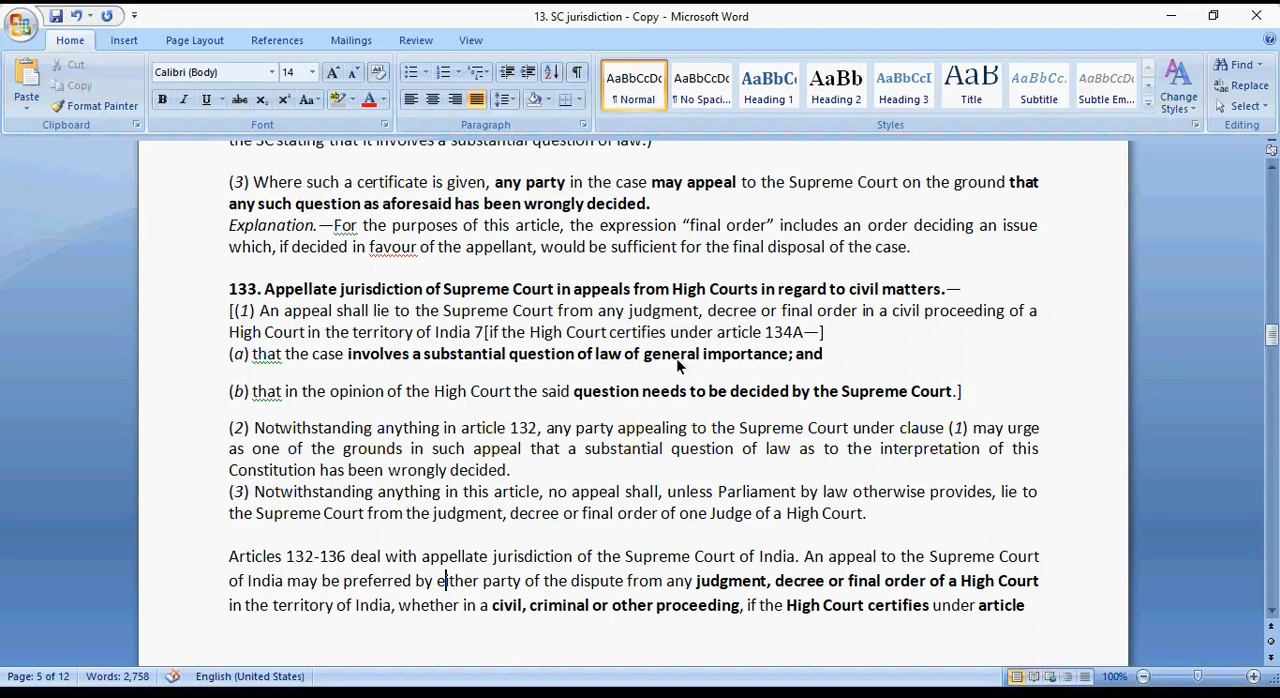 13. SC jurisdiction - Copy - Microsoft Word
Home Insert Page Layout References Mailings Review View
Paste
Cut
Copy
Format Painter
Clipboard
Calibri (Body) 14
Font
Paragraph
AaBbCcDc AaBbCcDc AaBbC AaBb AaBbCcI AaB AaBbCc. AaBbCcDc
¶ Normal ¶ No Spaci... Heading 1 Heading 2 Heading 3 Title Subtitle Subtle Em...
Change
Styles
Styles
Find
Replace
Select
Editing
the SC stating that it involves a substantial question of law.)
(3) Where such a certificate is given, any party in the case may appeal to the Supreme Court on the ground that
any such question as aforesaid has been wrongly decided.
Explanation.—For the purposes of this article, the expression “final order” includes an order deciding an issue
which, if decided in favour of the appellant, would be sufficient for the final disposal of the case.
133. Appellate jurisdiction of Supreme Court in appeals from High Courts in regard to civil matters.—
[(1) An appeal shall lie to the Supreme Court from any judgment, decree or final order in a civil proceeding of a
High Court in the territory of India 7[if the High Court certifies under article 134A—]
(a) that the case involves a substantial question of law of general importance; and
(b) that in the opinion of the High Court the said question needs to be decided by the Supreme Court.]
(2) Notwithstanding anything in article 132, any party appealing to the Supreme Court under clause (1) may urge
as one of the grounds in such appeal that a substantial question of law as to the interpretation of this
Constitution has been wrongly decided.
(3) Notwithstanding anything in this article, no appeal shall, unless Parliament by law otherwise provides, lie to
the Supreme Court from the judgment, decree or final order of one Judge of a High Court.
Articles 132-136 deal with appellate jurisdiction of the Supreme Court of India. An appeal to the Supreme Court
of India may be preferred by either party of the dispute from any judgment, decree or final order of a High Court
in the territory of India, whether in a civil, criminal or other proceeding, if the High Court certifies under article
Page: 5 of 12 Words: 2,758 English (United States) 100%